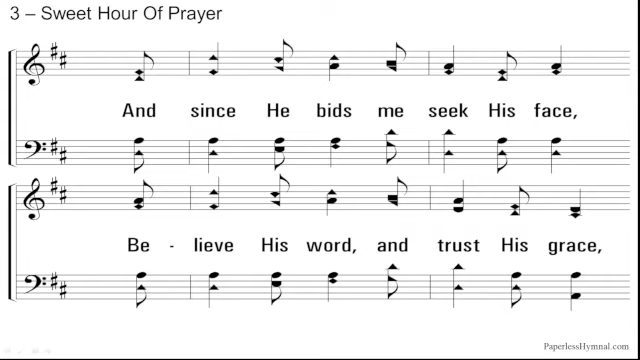 3 – Sweet Hour Of Prayer
And since He bids me seek His face,
Be - lieve His word, and trust His grace,
PaperlessHymnal.com